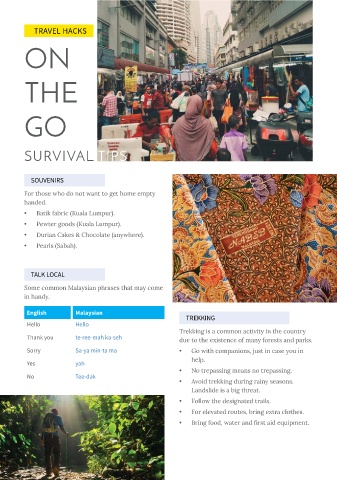 TRAVEL HACKS
ON
THE
GO
SURVIVAL TIPS
SOUVENIRS
For those who do not want to get home empty
handed.
• Batik fabric (Kuala Lumpur).
• Pewter goods (Kuala Lumpur).
• Durian Cakes & Chocolate (anywhere).
• Pearls (Sabah).
TALK LOCAL
Some common Malaysian phrases that may come
in handy.
English Malaysian
Hello Hello
Thank you te-ree-mah ka-seh
Sorry Sa-ya min-ta ma
Yes yah
No Tee-dak
TREKKING
Trekking is a common activity in the country
due to the existence of many forests and parks.
• Go with companions, just in case you in
help.
• No trepassing means no trepassing.
• Avoid trekking during rainy seasons.
Landslide is a big threat.
• Follow the designated trails.
• For elevated routes, bring extra clothes.
• Bring food, water and first aid equipment.